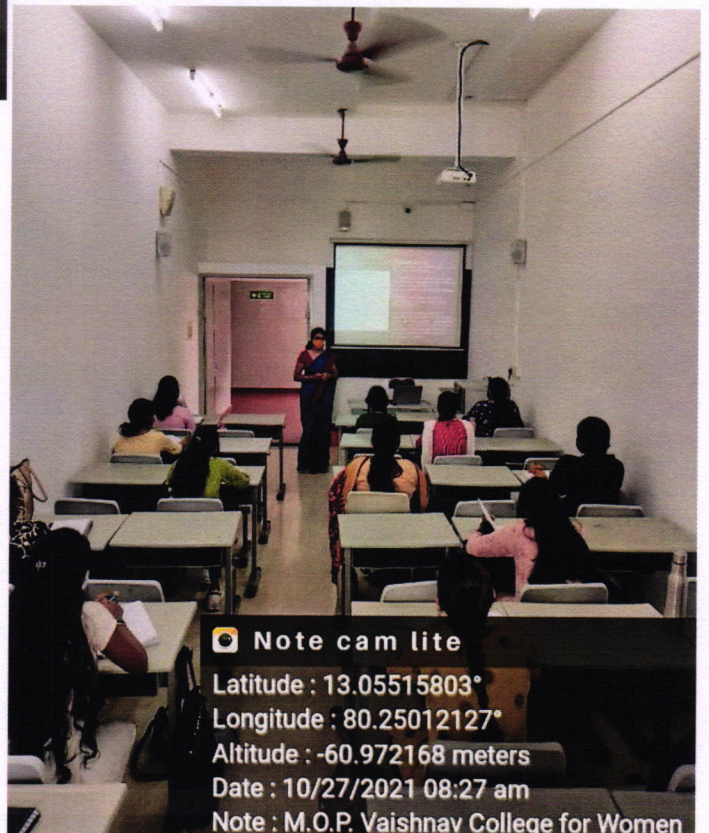 Note cam lite
Latitude : 13.05515803°
Longitude : 80.25012127°
Altitude : -60.972168 meters
Date : 10/27/2021 08:27 am
Note : M.O.P. Vaishnav College for Women